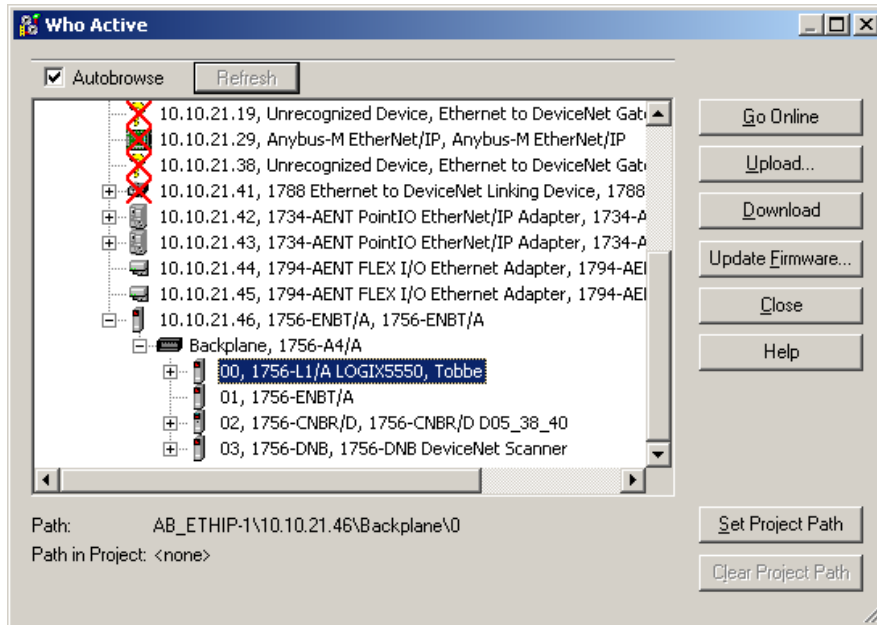 Who Active
Autobrowse
Refresh
10.10.21.19, Unrecognized Device, Ethernet to DeviceNet Gat
10.10.21.29, Anybus-M EtherNet/IP, Anybus-M EtherNet/IP
10.10.21.38, Unrecognized Device, Ethernet to DeviceNet Gat
10.10.21.41, 1788 Ethernet to DeviceNet Linking Device, 1788
10.10.21.42, 1734-AENT PointIO EtherNet/IP Adapter, 1734-A
10.10.21.43, 1734-AENT PointIO EtherNet/IP Adapter, 1734-A
10.10.21.44, 1794-AENT FLEX I/O Ethernet Adapter, 1794-AE
10.10.21.45, 1794-AENT FLEX I/O Ethernet Adapter, 1794-AE
10.10.21.46, 1756-ENBT/A, 1756-ENBT/A
Backplane, 1756-A4/A
00, 1756-L1/A LOGIX5550, Tobbe
01, 1756-ENBT/A
02, 1756-CNBR/D, 1756-CNBR/D D05_38_40
03, 1756-DNB, 1756-DNB DeviceNet Scanner
Go Online
Upload...
Download
Update Firmware...
Close
Help
Path: AB_ETHIP-1\10.10.21.46\Backplane\0
Path in Project: <none>
Set Project Path
Clear Project Path